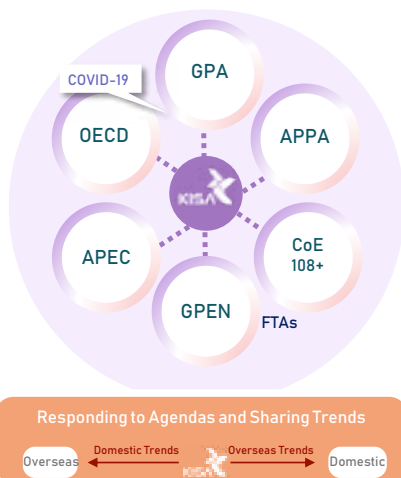 GPA
COVID-19
OECD
APPA
KISA
APEC
CoE
108+
GPEN
FTAs
Responding to Agendas and Sharing Trends
Domestic Trends
Overseas Trends
Overseas
KISA
Domestic